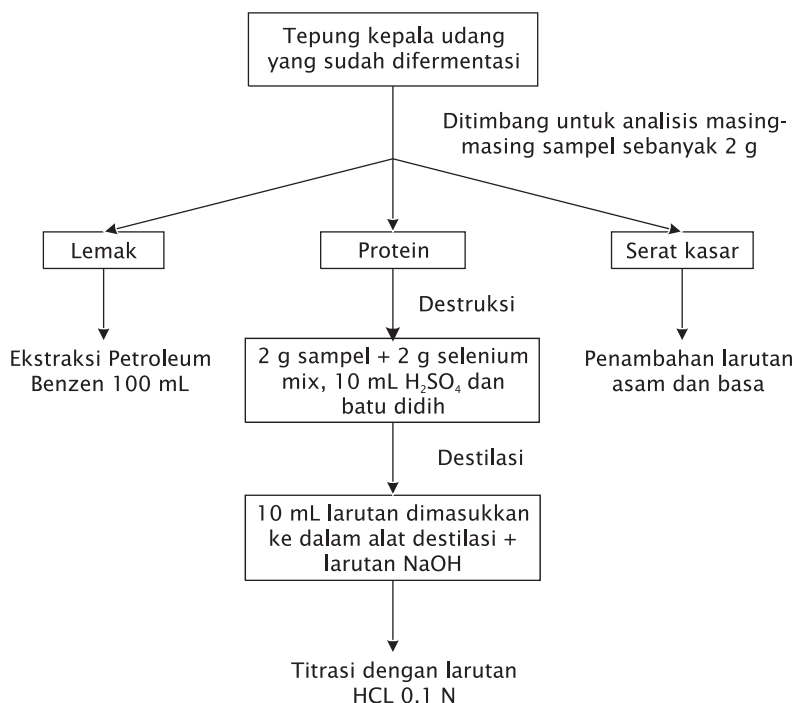 Tepung kepala udang
yang sudah difermentasi
Ditimbang untuk analisis masing-
masing sampel sebanyak 2 g
Lemak
Protein
Serat kasar
Destruksi
Ekstraksi Petroleum
Benzen 100 mL
2 g sampel + 2 g selenium
mix, 10 mL H₂SO₄ dan
batu didih
Penambahan larutan
asam dan basa
Destilasi
10 mL larutan dimasukkan
ke dalam alat destilasi +
larutan NaOH
Titrasi dengan larutan
HCL 0.1 N